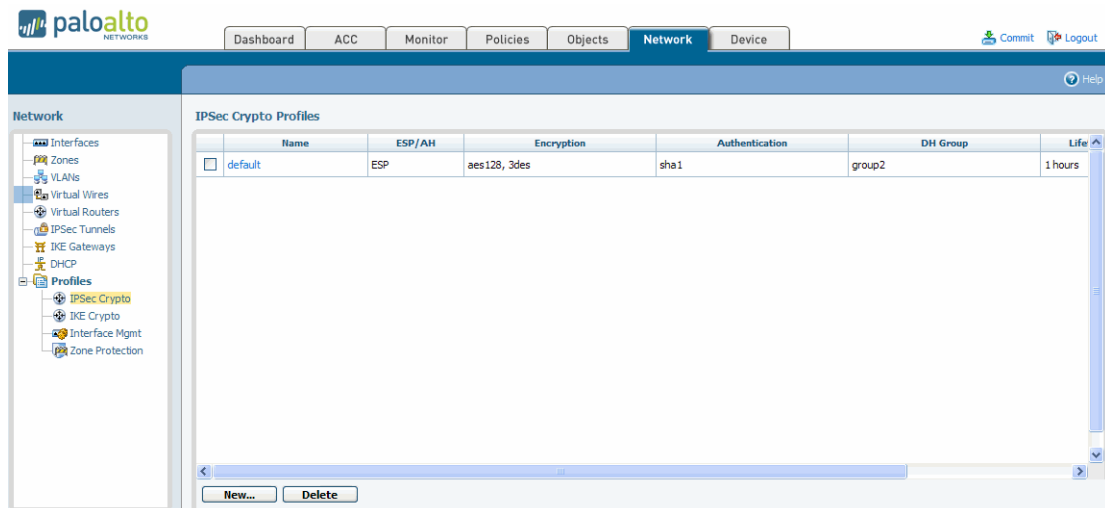 paloalto
NETWORKS
Dashboard ACC Monitor Policies Objects Network Device Commit Logout
Help
Network
Interfaces
Zones
VLANs
Virtual Wires
Virtual Routers
IPSec Tunnels
IKE Gateways
DHCP
Profiles
IPSec Crypto
IKE Crypto
Interface Mgmt
Zone Protection
IPSec Crypto Profiles
Name ESP/AH Encryption Authentication DH Group Life
default ESP aes128, 3des sha1 group2 1 hours
New... Delete